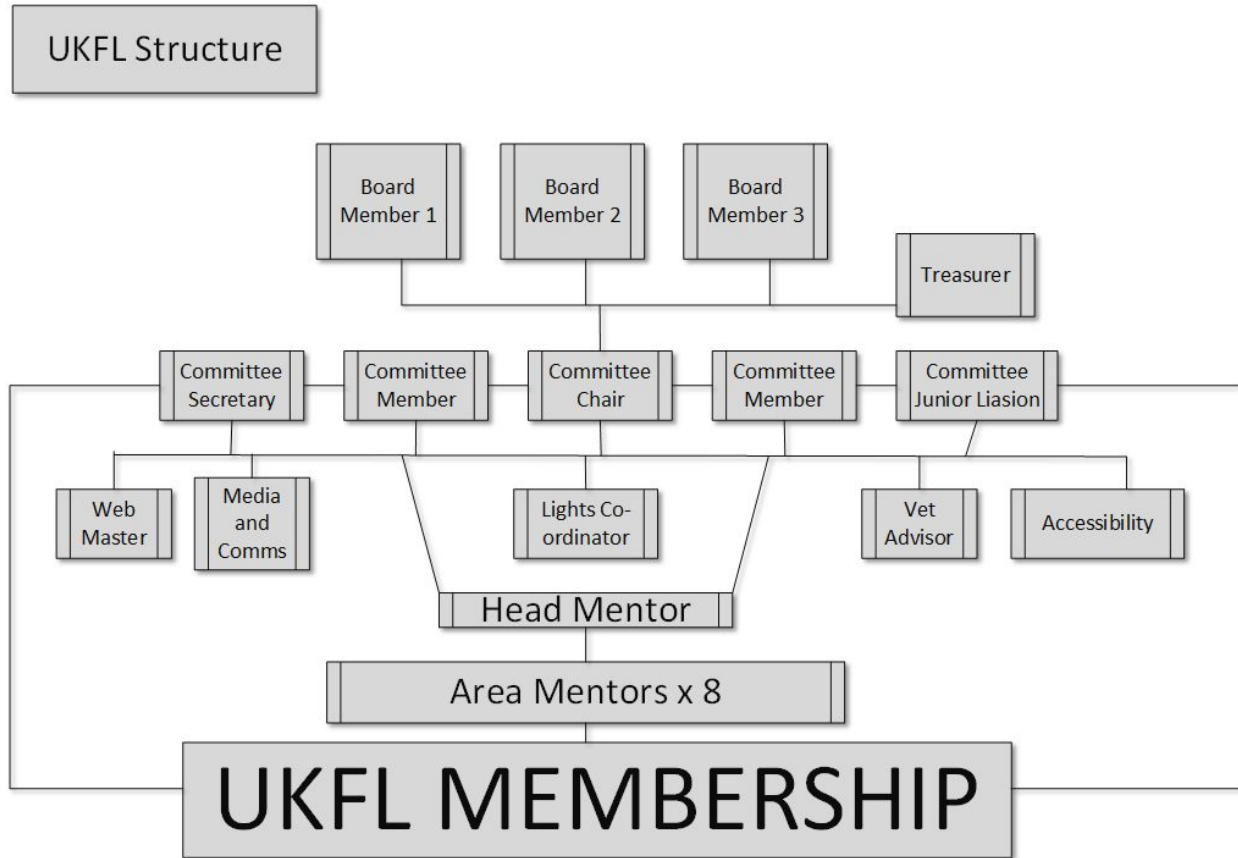 UKFL Structure
Board
Member 1
Board
Member 2
Board
Member 3
Treasurer
Committee
Secretary
Committee
Member
Committee
Chair
Committee
Member
Committee
Junior Liasion
Web
Master
Media
and
Comms
Lights Co-
ordinator
Vet
Advisor
Accessibility
Head Mentor
Area Mentors x 8
UKFL MEMBERSHIP